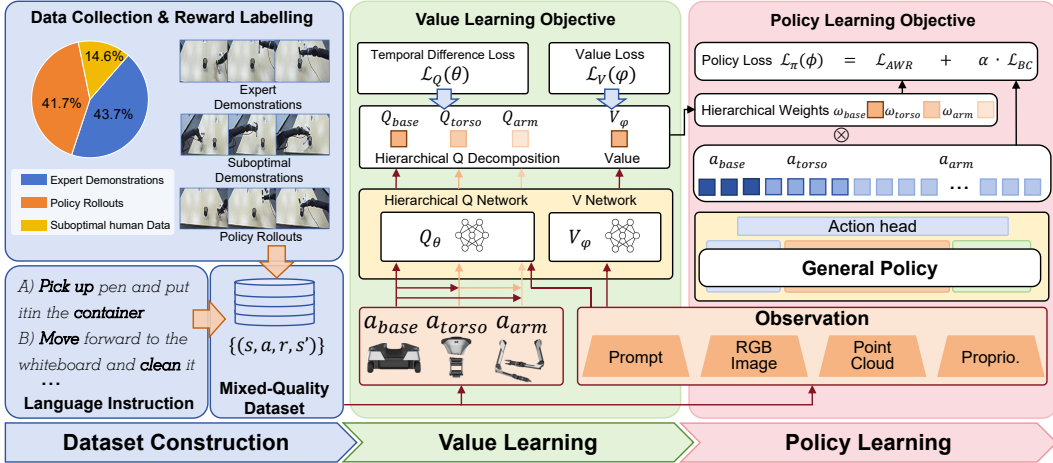 Data Collection & Reward Labelling
14.6%
41.7%
43.7%
Expert Demonstrations
Policy Rollouts
Suboptimal human Data
Expert
Demonstrations
Suboptimal
Demonstrations
Policy Rollouts
A) Pick up pen and put
itin the container
B) Move forward to the
whiteboard and clean it
...
Language Instruction
{(s, a, r, s')}
Mixed-Quality
Dataset
Dataset Construction
Value Learning Objective
Temporal Difference Loss
ℒ_Q(θ)
Value Loss
ℒ_V(φ)
Q_base Q_torso Q_arm V_φ
Hierarchical Q Decomposition Value
Hierarchical Q Network V Network
Q_θ V_φ
a_base a_torso a_arm
Value Learning
Policy Learning Objective
Policy Loss ℒ_π(ϕ) = ℒ_AWR + α · ℒ_BC
Hierarchical Weights ω_base ω_torso ω_arm
⊗
a_base a_torso a_arm
...
Action head
General Policy
Observation
Prompt
RGB
Image
Point
Cloud
Proprio.
Policy Learning